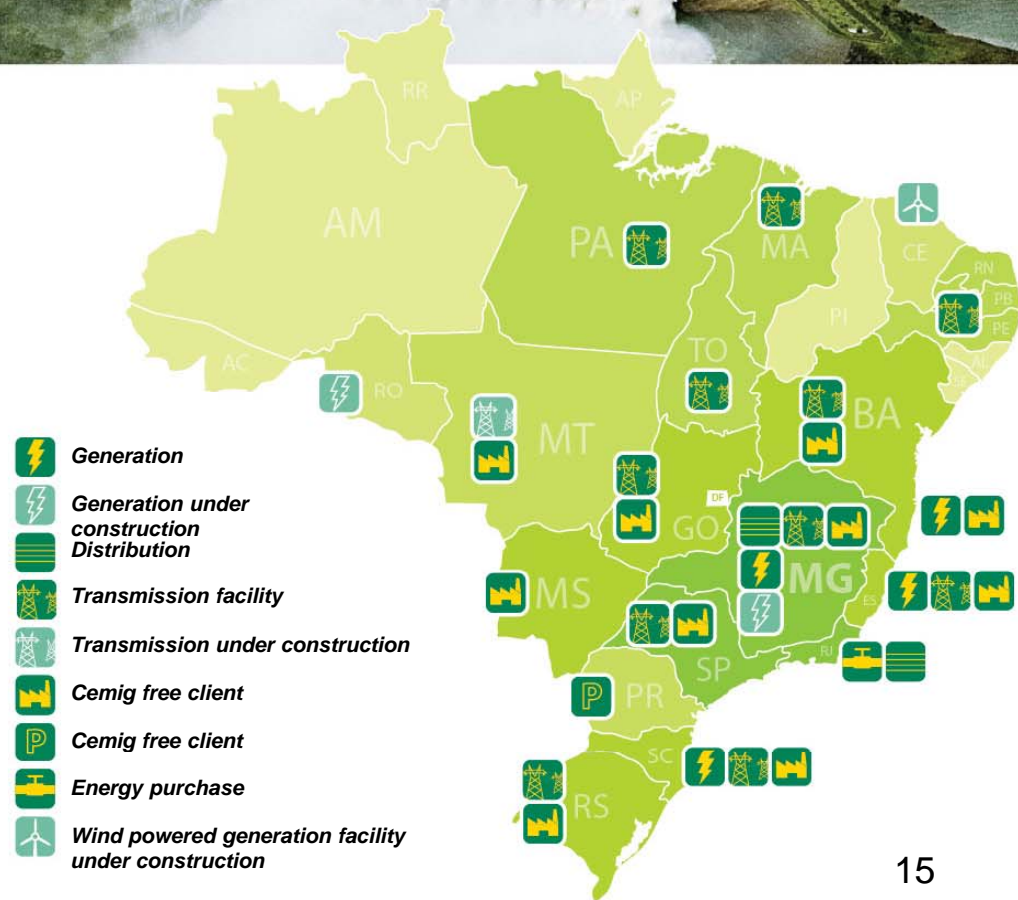 RR
AP
AM
PA
MA
CE
RN
PB
PE
PI
AL
SE
TO
AC
RO
BA
MT
DF
GO
MG
MS
ES
RJ
SP
PR
P
SC
RS
Generation
Generation under
construction
Distribution
Transmission facility
Transmission under construction
Cemig free client
P
Cemig free client
Energy purchase
Wind powered generation facility
under construction
15